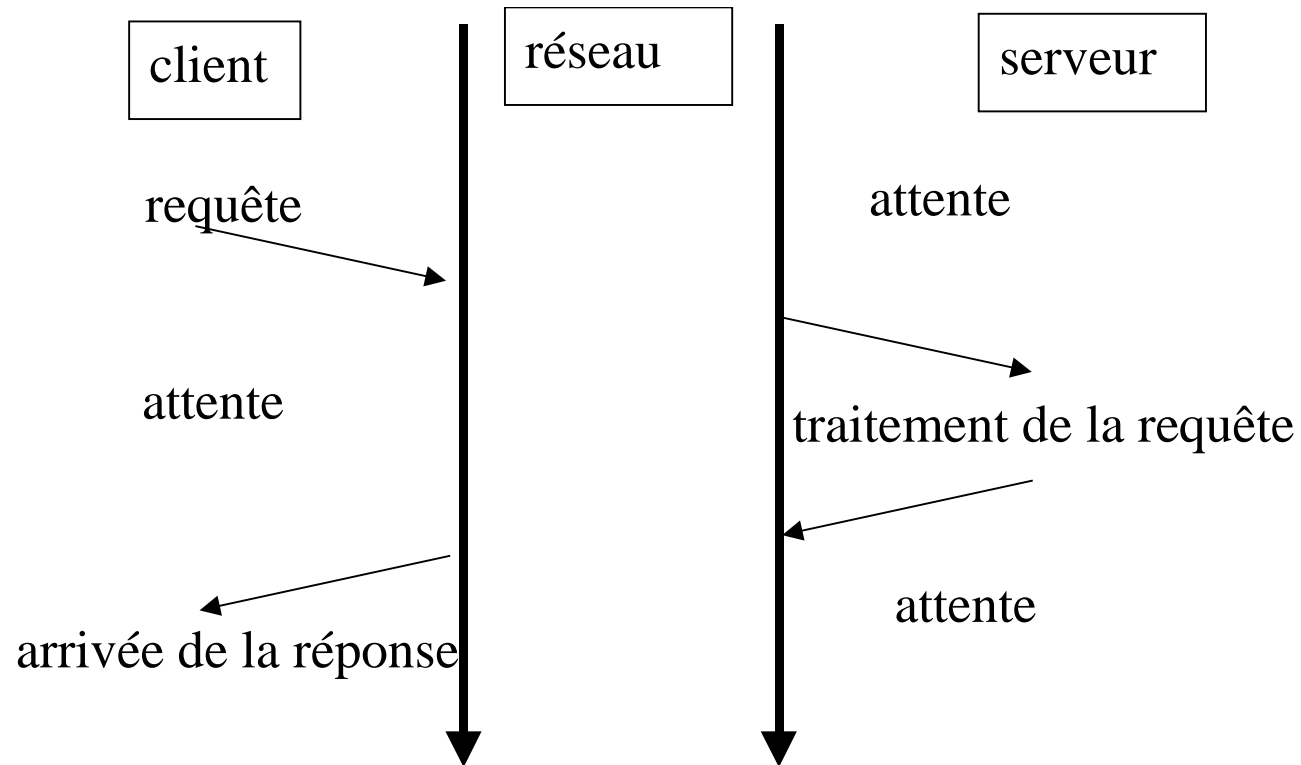 client
réseau
serveur
requête
attente
attente
traitement de la requête
attente
arrivée de la réponse